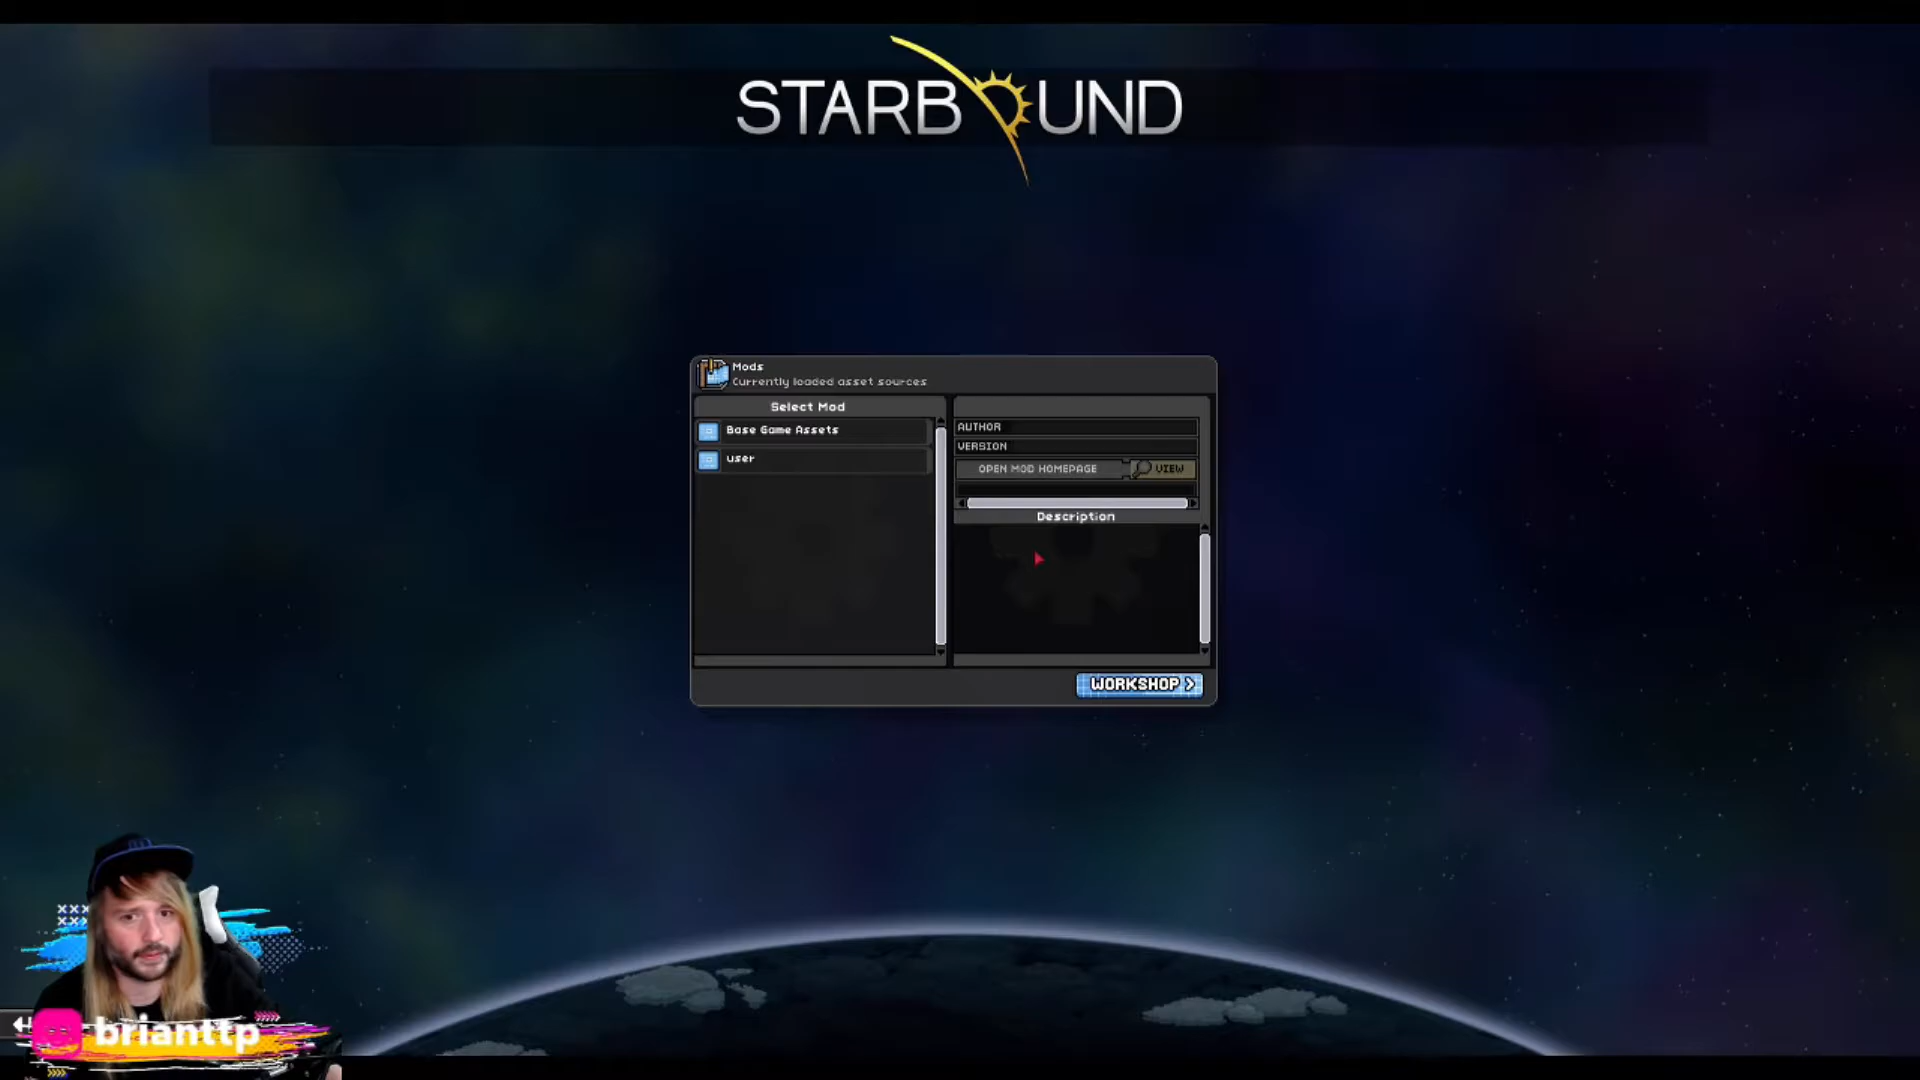 STARBOUND
Mods
Currently loaded asset sources
Select Mod
Base Game Assets
user
AUTHOR
VERSION
OPEN MOD HOMEPAGE
VIEW
Description
WORKSHOP >
brianttp